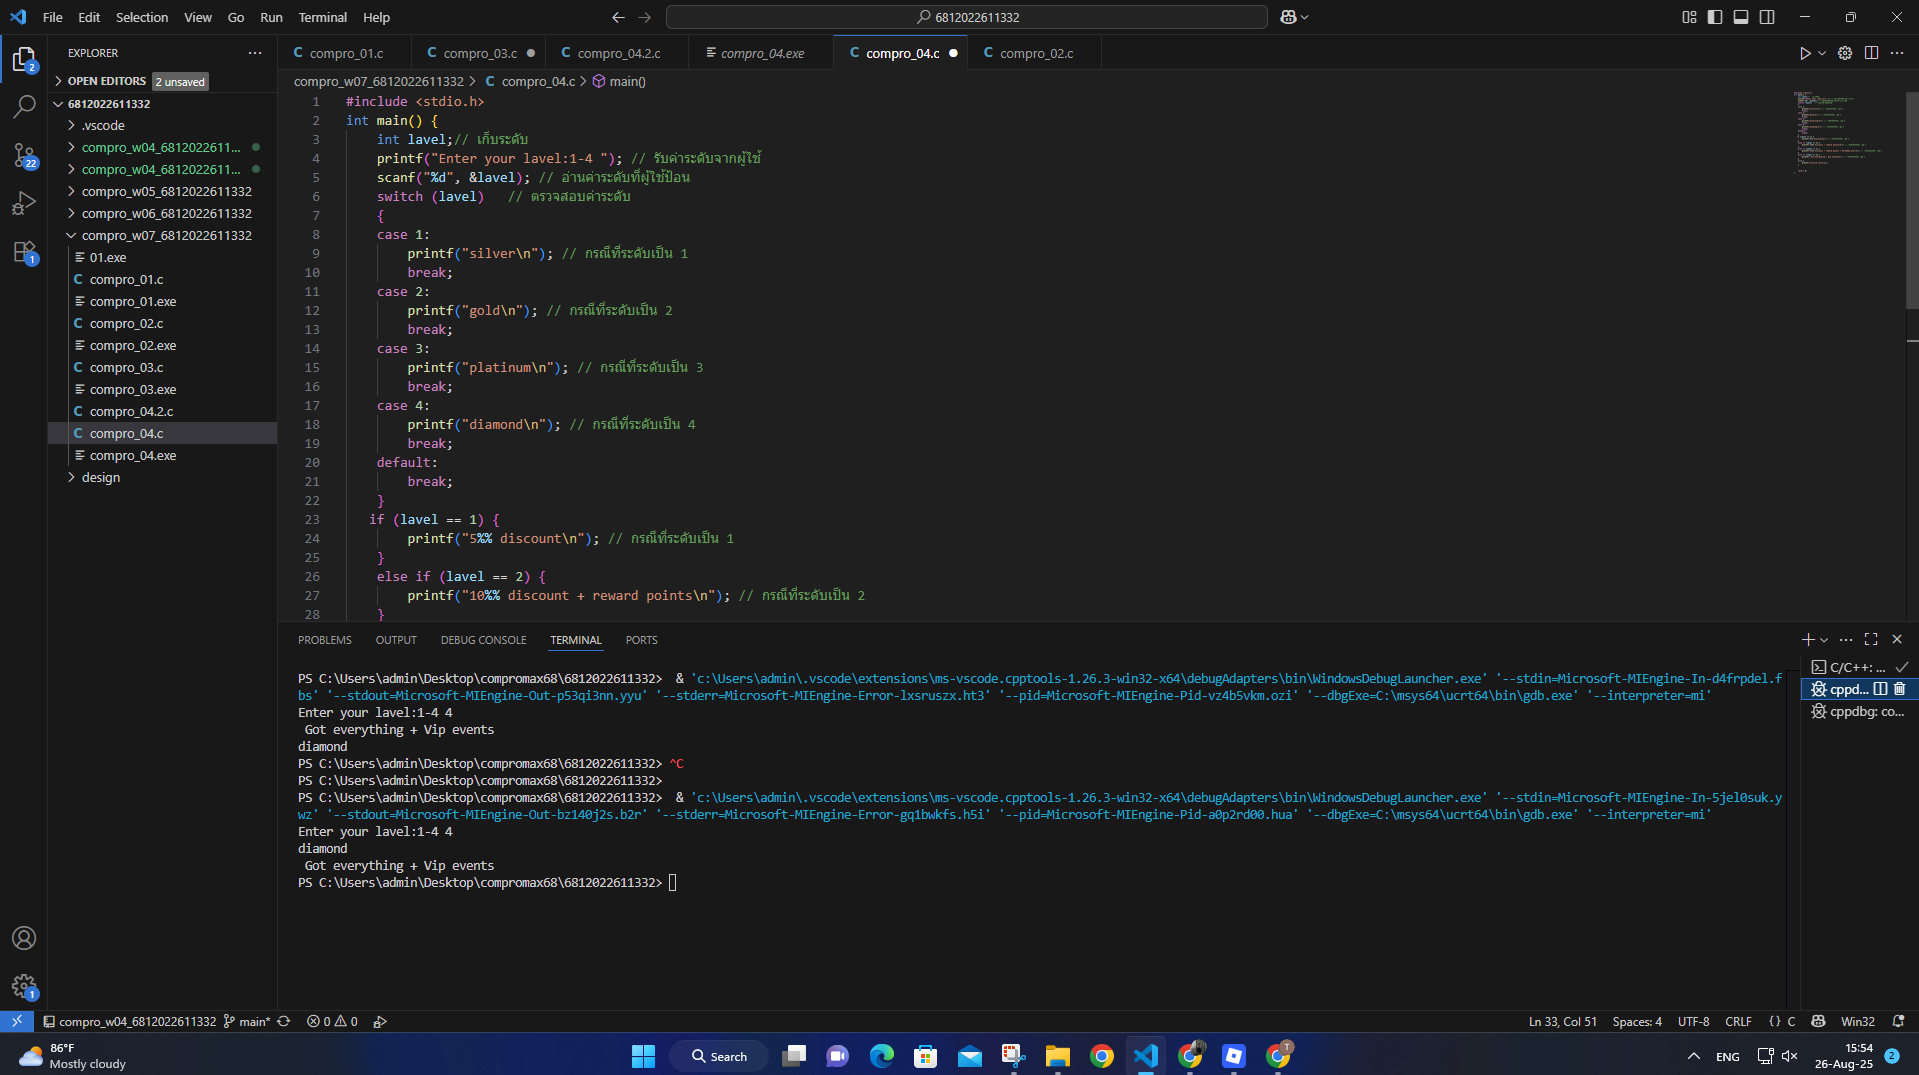 File Edit Selection View Go Run Terminal Help
6812022611332
EXPLORER
OPEN EDITORS 2 unsaved
6812022611332
.vscode
compro_w04_6812022611...
compro_w04_6812022611...
compro_w05_6812022611332
compro_w06_6812022611332
compro_w07_6812022611332
01.exe
compro_01.c
compro_01.exe
compro_02.c
compro_02.exe
compro_03.c
compro_03.exe
compro_04.2.c
compro_04.c
compro_04.exe
design
2
22
1
1
compro_01.c compro_03.c compro_04.2.c compro_04.exe compro_04.c compro_02.c
compro_w07_6812022611332 > compro_04.c > main()
1 #include <stdio.h>
2 int main() {
3 int lavel;// เก็บระดับ
4 printf("Enter your lavel:1-4 "); // รับค่าระดับจากผู้ใช้
5 scanf("%d", &lavel); // อ่านค่าระดับที่ผู้ใช้ป้อน
6 switch (lavel) // ตรวจสอบค่าระดับ
7 {
8 case 1:
9 printf("silver\n"); // กรณีที่ระดับเป็น 1
10 break;
11 case 2:
12 printf("gold\n"); // กรณีที่ระดับเป็น 2
13 break;
14 case 3:
15 printf("platinum\n"); // กรณีที่ระดับเป็น 3
16 break;
17 case 4:
18 printf("diamond\n"); // กรณีที่ระดับเป็น 4
19 break;
20 default:
21 break;
22 }
23 if (lavel == 1) {
24 printf("5%% discount\n"); // กรณีที่ระดับเป็น 1
25 }
26 else if (lavel == 2) {
27 printf("10%% discount + reward points\n"); // กรณีที่ระดับเป็น 2
28 }
PROBLEMS OUTPUT DEBUG CONSOLE TERMINAL PORTS
PS C:\Users\admin\Desktop\compromax68\6812022611332> & 'c:\Users\admin\.vscode\extensions\ms-vscode.cpptools-1.26.3-win32-x64\debugAdapters\bin\WindowsDebugLauncher.exe' '--stdin=Microsoft-MIEngine-In-d4frpdel.f
bs' '--stdout=Microsoft-MIEngine-Out-p53qi3nn.yyu' '--stderr=Microsoft-MIEngine-Error-lxsruszx.ht3' '--pid=Microsoft-MIEngine-Pid-vz4b5vkm.ozi' '--dbgExe=C:\msys64\ucrt64\bin\gdb.exe' '--interpreter=mi'
Enter your lavel:1-4 4
Got everything + Vip events
diamond
PS C:\Users\admin\Desktop\compromax68\6812022611332> ^C
PS C:\Users\admin\Desktop\compromax68\6812022611332>
PS C:\Users\admin\Desktop\compromax68\6812022611332> & 'c:\Users\admin\.vscode\extensions\ms-vscode.cpptools-1.26.3-win32-x64\debugAdapters\bin\WindowsDebugLauncher.exe' '--stdin=Microsoft-MIEngine-In-5jel0suk.y
wz' '--stdout=Microsoft-MIEngine-Out-bz140j2s.b2r' '--stderr=Microsoft-MIEngine-Error-gq1bwkfs.h5i' '--pid=Microsoft-MIEngine-Pid-a0p2rd00.hua' '--dbgExe=C:\msys64\ucrt64\bin\gdb.exe' '--interpreter=mi'
Enter your lavel:1-4 4
diamond
Got everything + Vip events
PS C:\Users\admin\Desktop\compromax68\6812022611332>
C/C++: ...
cppd...
cppdbg: co...
compro_w04_6812022611332 main* 0 0
Ln 33, Col 51 Spaces: 4 UTF-8 CRLF {} C Win32
86°F
Mostly cloudy
Search
T
ENG
15:54
26-Aug-25
2